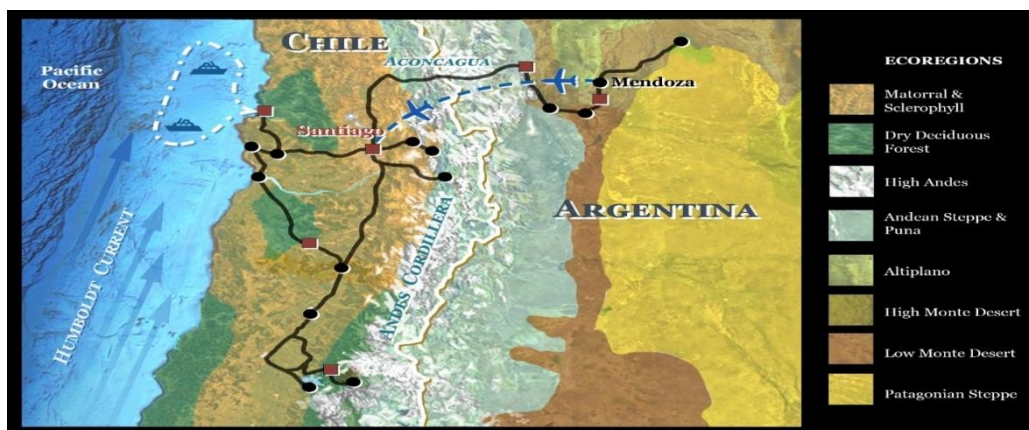 CHILE
Pacific
Ocean
ACONCAGUA
Mendoza
Santiago
ARGENTINA
ANDES CORDILLERA
HUMBOLDT CURRENT
ECOREGIONS
Matorral &
Sclerophyll
Dry Deciduous
Forest
High Andes
Andean Steppe &
Puna
Altiplano
High Monte Desert
Low Monte Desert
Patagonian Steppe